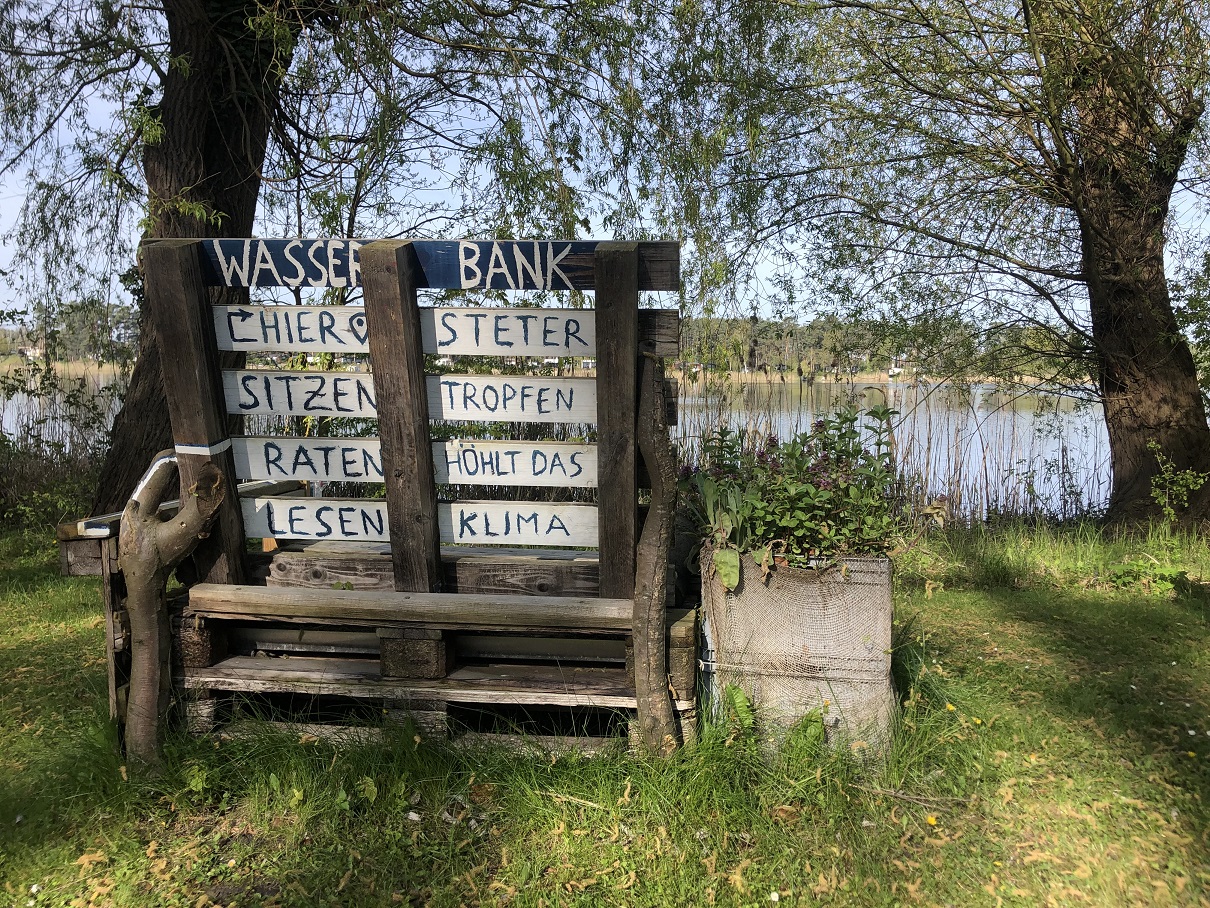 WASSER BANK
HIER STETER
SITZEN TROPFEN
RATEN HÖHLT DAS
LESEN KLIMA